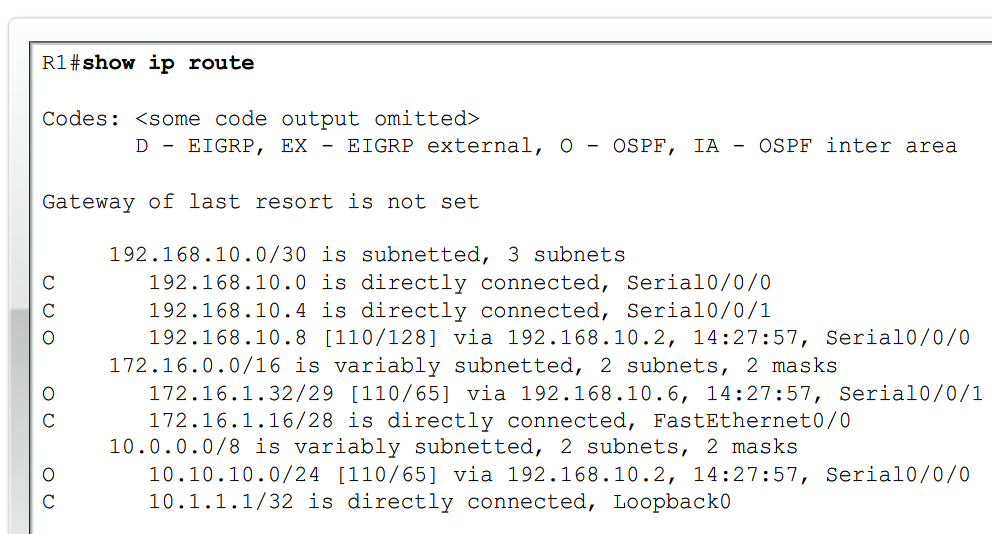 R1#show ip route
Codes: <some code output omitted>
D - EIGRP, EX - EIGRP external, O - OSPF, IA - OSPF inter area
Gateway of last resort is not set
192.168.10.0/30 is subnetted, 3 subnets
C 192.168.10.0 is directly connected, Serial0/0/0
C 192.168.10.4 is directly connected, Serial0/0/1
O 192.168.10.8 [110/128] via 192.168.10.2, 14:27:57, Serial0/0/0
172.16.0.0/16 is variably subnetted, 2 subnets, 2 masks
O 172.16.1.32/29 [110/65] via 192.168.10.6, 14:27:57, Serial0/0/1
C 172.16.1.16/28 is directly connected, FastEthernet0/0
10.0.0.0/8 is variably subnetted, 2 subnets, 2 masks
O 10.10.10.0/24 [110/65] via 192.168.10.2, 14:27:57, Serial0/0/0
C 10.1.1.1/32 is directly connected, Loopback0